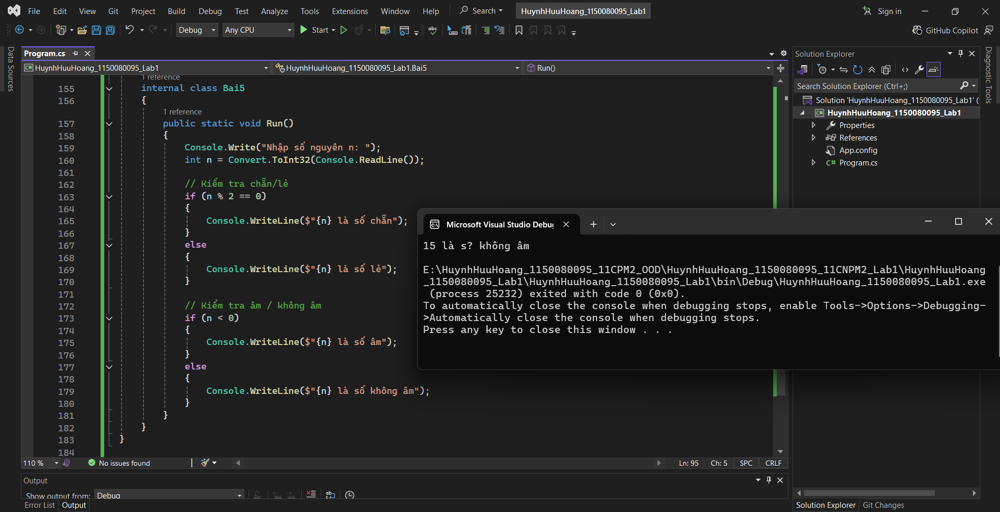 File Edit View Git Project Build Debug Test Analyze Tools Extensions Window Help Search HuynhHuuHoang_1150080095_Lab1 Sign in
Debug Any CPU Start GitHub Copilot
Data Sources
Program.cs
HuynhHuuHoang_1150080095_Lab1 HuynhHuuHoang_1150080095_Lab1.Bai5 Run()
1 reference
155 internal class Bai5
156 {
1 reference
157 public static void Run()
158 {
159 Console.Write("Nhập số nguyên n: ");
160 int n = Convert.ToInt32(Console.ReadLine());
161
162 // Kiểm tra chẵn/lẻ
163 if (n % 2 == 0)
164 {
165 Console.WriteLine($"{n} là số chẵn");
166 }
167 else
168 {
169 Console.WriteLine($"{n} là số lẻ");
170 }
171
172 // Kiểm tra âm / không âm
173 if (n < 0)
174 {
175 Console.WriteLine($"{n} là số âm");
176 }
177 else
178 {
179 Console.WriteLine($"{n} là số không âm");
180 }
181 }
182 }
183 }
184
110 % No issues found Ln: 95 Ch: 5 SPC CRLF
Output
Show output from: Debug
Error List Output
Microsoft Visual Studio Debu
15 là s? không âm
E:\HuynhHuuHoang_1150080095_11CPM2_OOD\HuynhHuuHoang_1150080095_11CNPM2_Lab1\HuynhHuuHoang
_1150080095_Lab1\HuynhHuuHoang_1150080095_Lab1\bin\Debug\HuynhHuuHoang_1150080095_Lab1.exe
(process 25232) exited with code 0 (0x0).
To automatically close the console when debugging stops, enable Tools->Options->Debugging-
>Automatically close the console when debugging stops.
Press any key to close this window . . .
Solution Explorer
Search Solution Explorer (Ctrl+;)
Solution 'HuynhHuuHoang_1150080095_Lab1' (
HuynhHuuHoang_1150080095_Lab1
Properties
References
App.config
C# Program.cs
Solution Explorer Git Changes
Diagnostic Tools